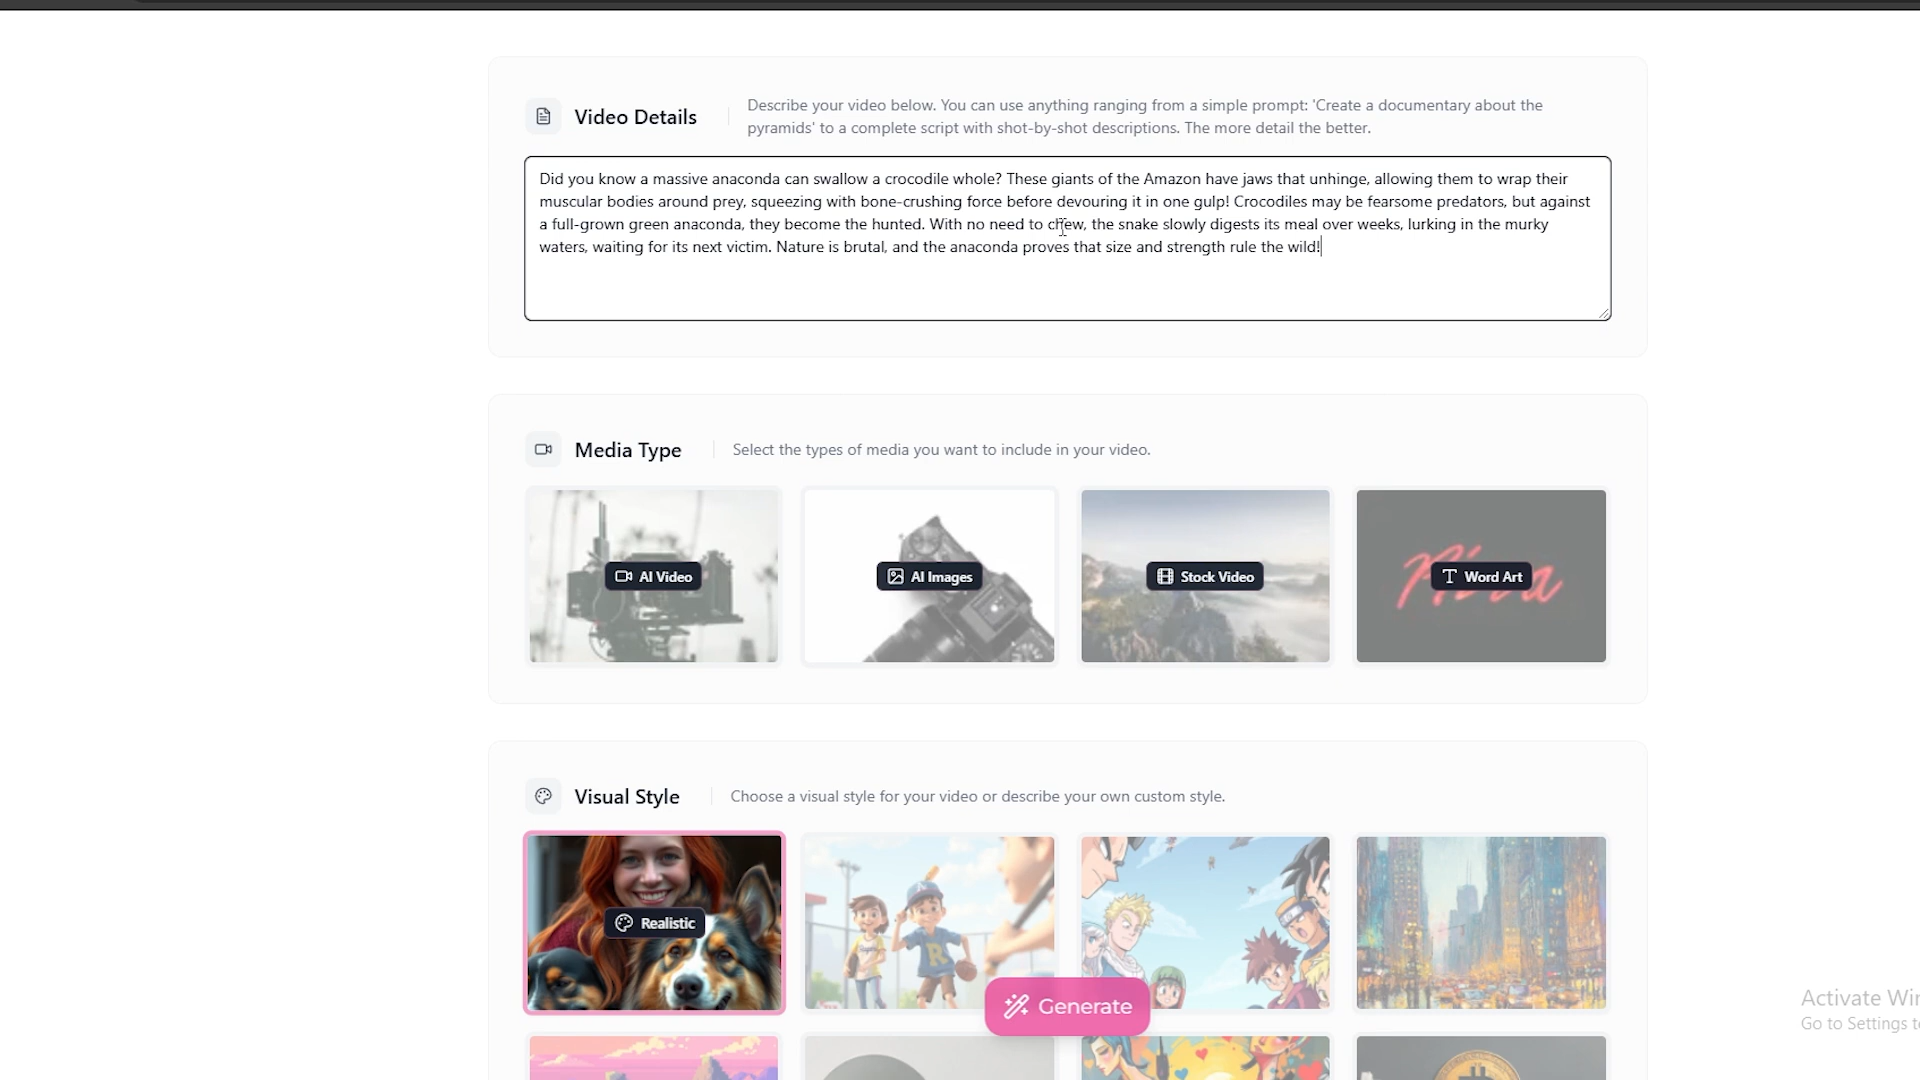 Video Details
Describe your video below. You can use anything ranging from a simple prompt: 'Create a documentary about the
pyramids' to a complete script with shot-by-shot descriptions. The more detail the better.
Did you know a massive anaconda can swallow a crocodile whole? These giants of the Amazon have jaws that unhinge, allowing them to wrap their
muscular bodies around prey, squeezing with bone-crushing force before devouring it in one gulp! Crocodiles may be fearsome predators, but against
a full-grown green anaconda, they become the hunted. With no need to chew, the snake slowly digests its meal over weeks, lurking in the murky
waters, waiting for its next victim. Nature is brutal, and the anaconda proves that size and strength rule the wild!
Media Type
Select the types of media you want to include in your video.
AI Video
AI Images
Stock Video
Word Art
Visual Style
Choose a visual style for your video or describe your own custom style.
Realistic
R
Generate
Activate Win
Go to Settings t